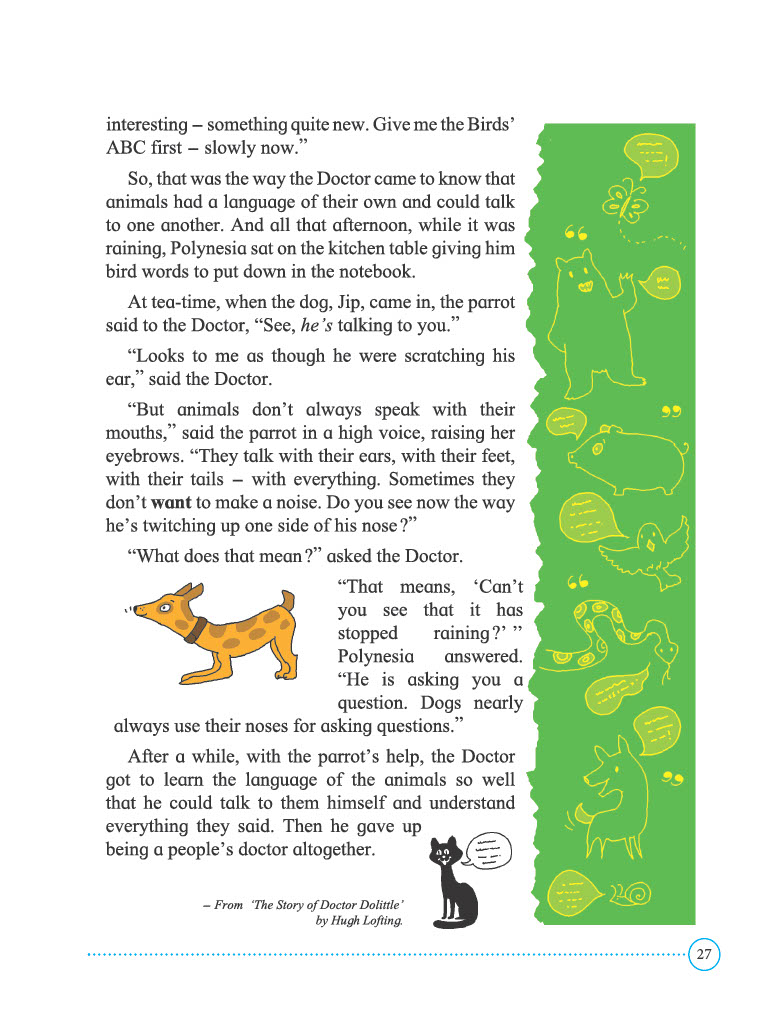 interesting – something quite new. Give me the Birds’
ABC first – slowly now.”
So, that was the way the Doctor came to know that
animals had a language of their own and could talk
to one another. And all that afternoon, while it was
raining, Polynesia sat on the kitchen table giving him
bird words to put down in the notebook.
At tea-time, when the dog, Jip, came in, the parrot
said to the Doctor, “See, he’s talking to you.”
“Looks to me as though he were scratching his
ear,” said the Doctor.
“But animals don’t always speak with their
mouths,” said the parrot in a high voice, raising her
eyebrows. “They talk with their ears, with their feet,
with their tails – with everything. Sometimes they
don’t want to make a noise. Do you see now the way
he’s twitching up one side of his nose?”
“What does that mean?” asked the Doctor.
“That means, ‘Can’t
you see that it has
stopped raining?’ ”
Polynesia answered.
“He is asking you a
question. Dogs nearly
always use their noses for asking questions.”
After a while, with the parrot’s help, the Doctor
got to learn the language of the animals so well
that he could talk to them himself and understand
everything they said. Then he gave up
being a people’s doctor altogether.
– From ‘The Story of Doctor Dolittle’
by Hugh Lofting.
27